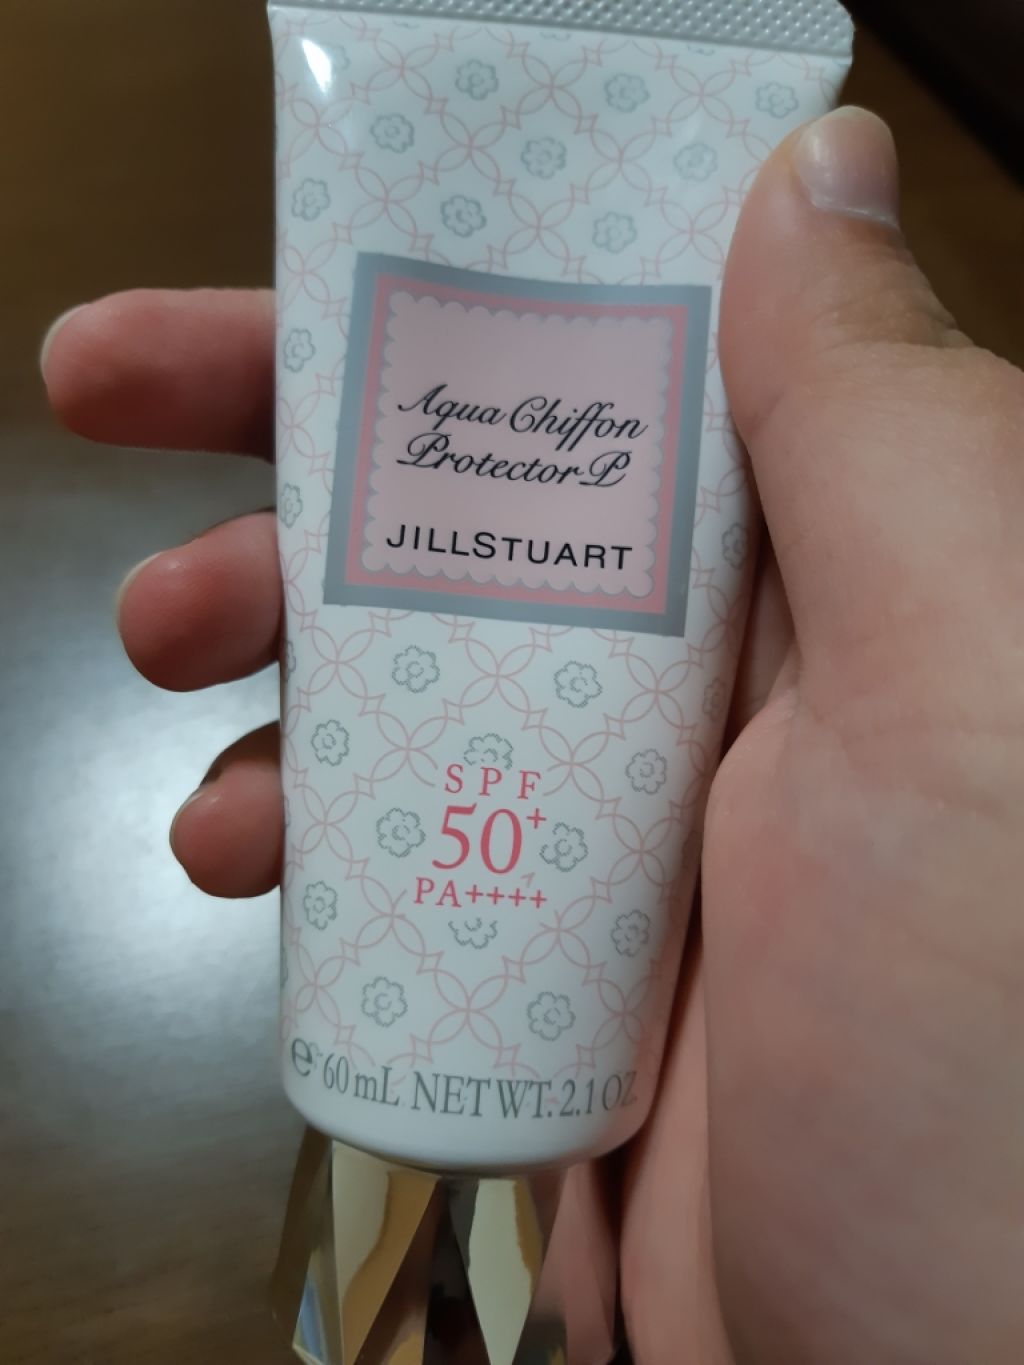 Aqua Chiffon
Protector P
JILLSTUART
SPF
50+
PA++++
℮ 60mL NET WT. 2.1 OZ.